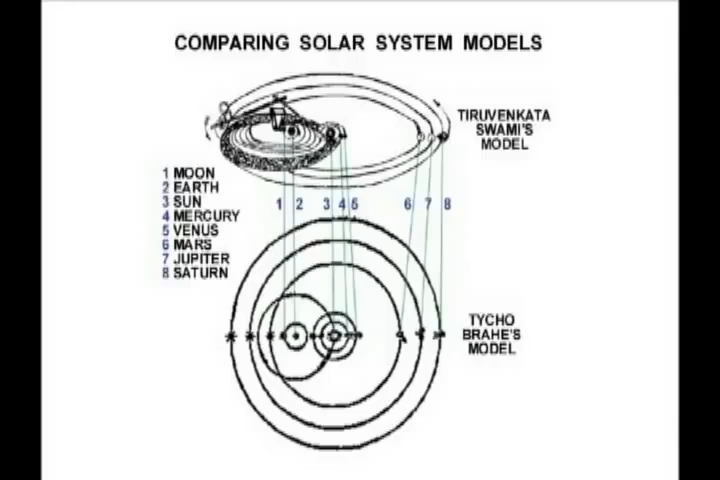 COMPARING SOLAR SYSTEM MODELS
TIRUVENKATA
SWAMI'S
MODEL
1 MOON
2 EARTH
3 SUN
4 MERCURY
5 VENUS
6 MARS
7 JUPITER
8 SATURN
1 2 3 4 5 6 7 8
TYCHO
BRAHE'S
MODEL